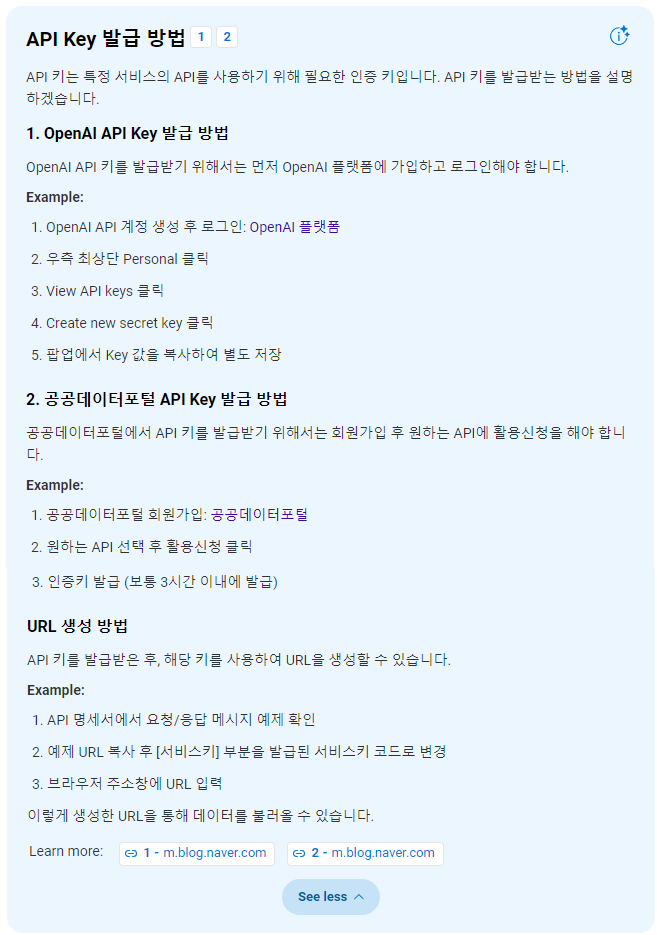 API Key 발급 방법 1 2
API 키는 특정 서비스의 API를 사용하기 위해 필요한 인증 키입니다. API 키를 발급받는 방법을 설명
하겠습니다.
1. OpenAI API Key 발급 방법
OpenAI API 키를 발급받기 위해서는 먼저 OpenAI 플랫폼에 가입하고 로그인해야 합니다.
Example:
1. OpenAI API 계정 생성 후 로그인: OpenAI 플랫폼
2. 우측 최상단 Personal 클릭
3. View API keys 클릭
4. Create new secret key 클릭
5. 팝업에서 Key 값을 복사하여 별도 저장
2. 공공데이터포털 API Key 발급 방법
공공데이터포털에서 API 키를 발급받기 위해서는 회원가입 후 원하는 API에 활용신청을 해야 합니
다.
Example:
1. 공공데이터포털 회원가입: 공공데이터포털
2. 원하는 API 선택 후 활용신청 클릭
3. 인증키 발급 (보통 3시간 이내에 발급)
URL 생성 방법
API 키를 발급받은 후, 해당 키를 사용하여 URL을 생성할 수 있습니다.
Example:
1. API 명세서에서 요청/응답 메시지 예제 확인
2. 예제 URL 복사 후 [서비스키] 부분을 발급된 서비스키 코드로 변경
3. 브라우저 주소창에 URL 입력
이렇게 생성한 URL을 통해 데이터를 불러올 수 있습니다.
Learn more: 1 - m.blog.naver.com 2 - m.blog.naver.com
See less